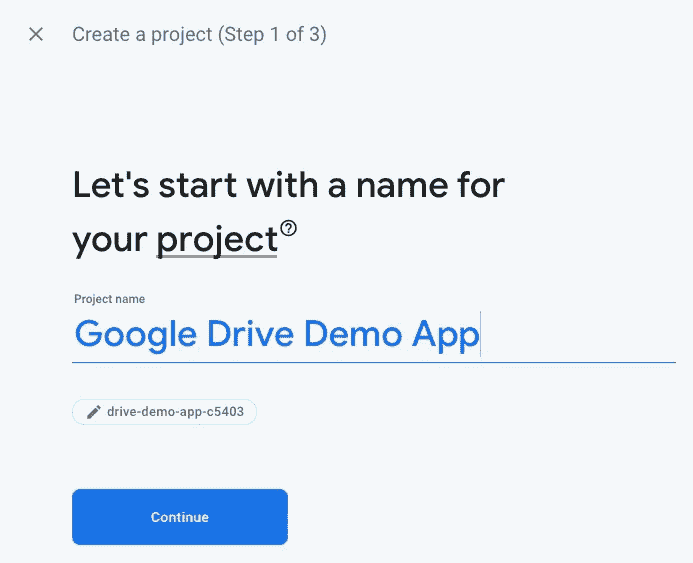 Create a project (Step 1 of 3)
Let's start with a name for
your project
Project name
Google Drive Demo App
drive-demo-app-c5403
Continue